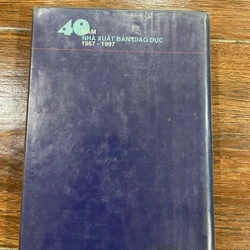 40 NĂM
NHÀ XUẤT BẢN GIÁO DỤC
1957 - 1997